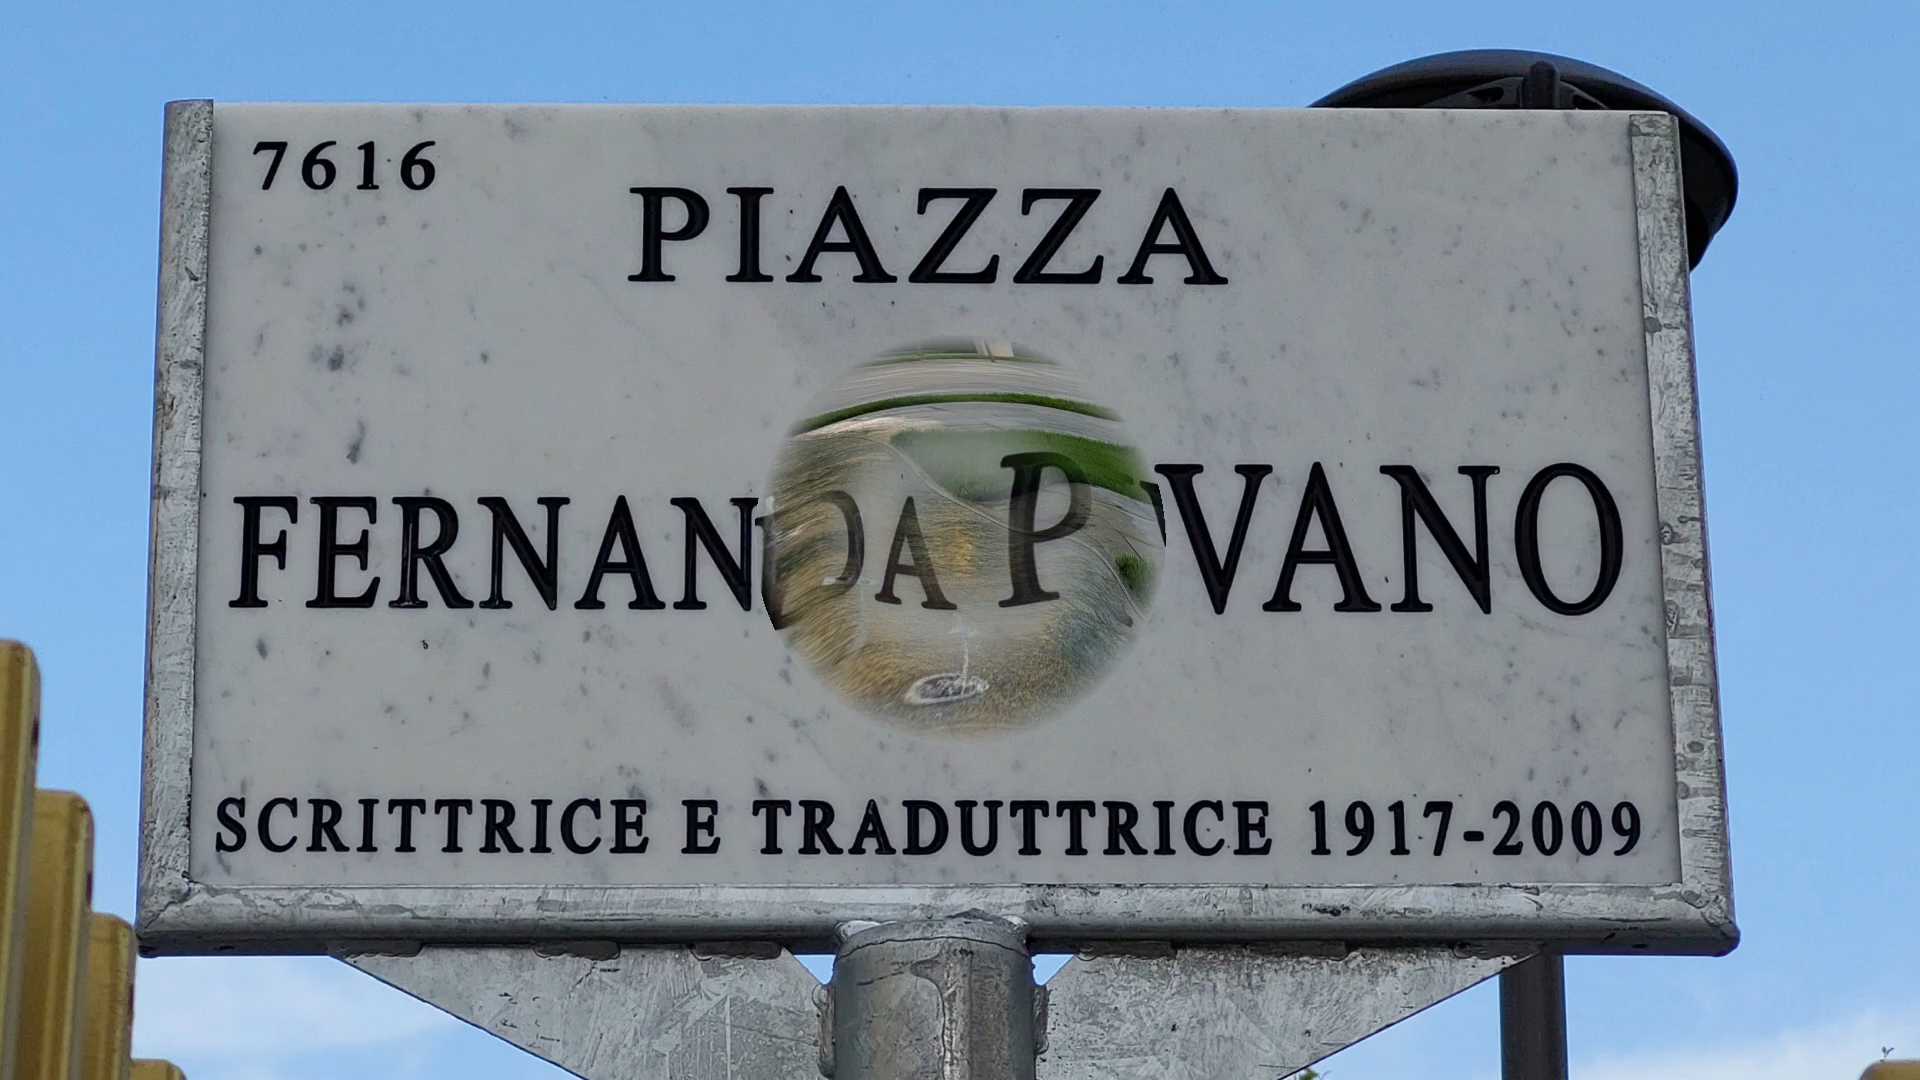 7616
PIAZZA
FERNANDA PIVANO
SCRITTRICE E TRADUTTRICE 1917-2009